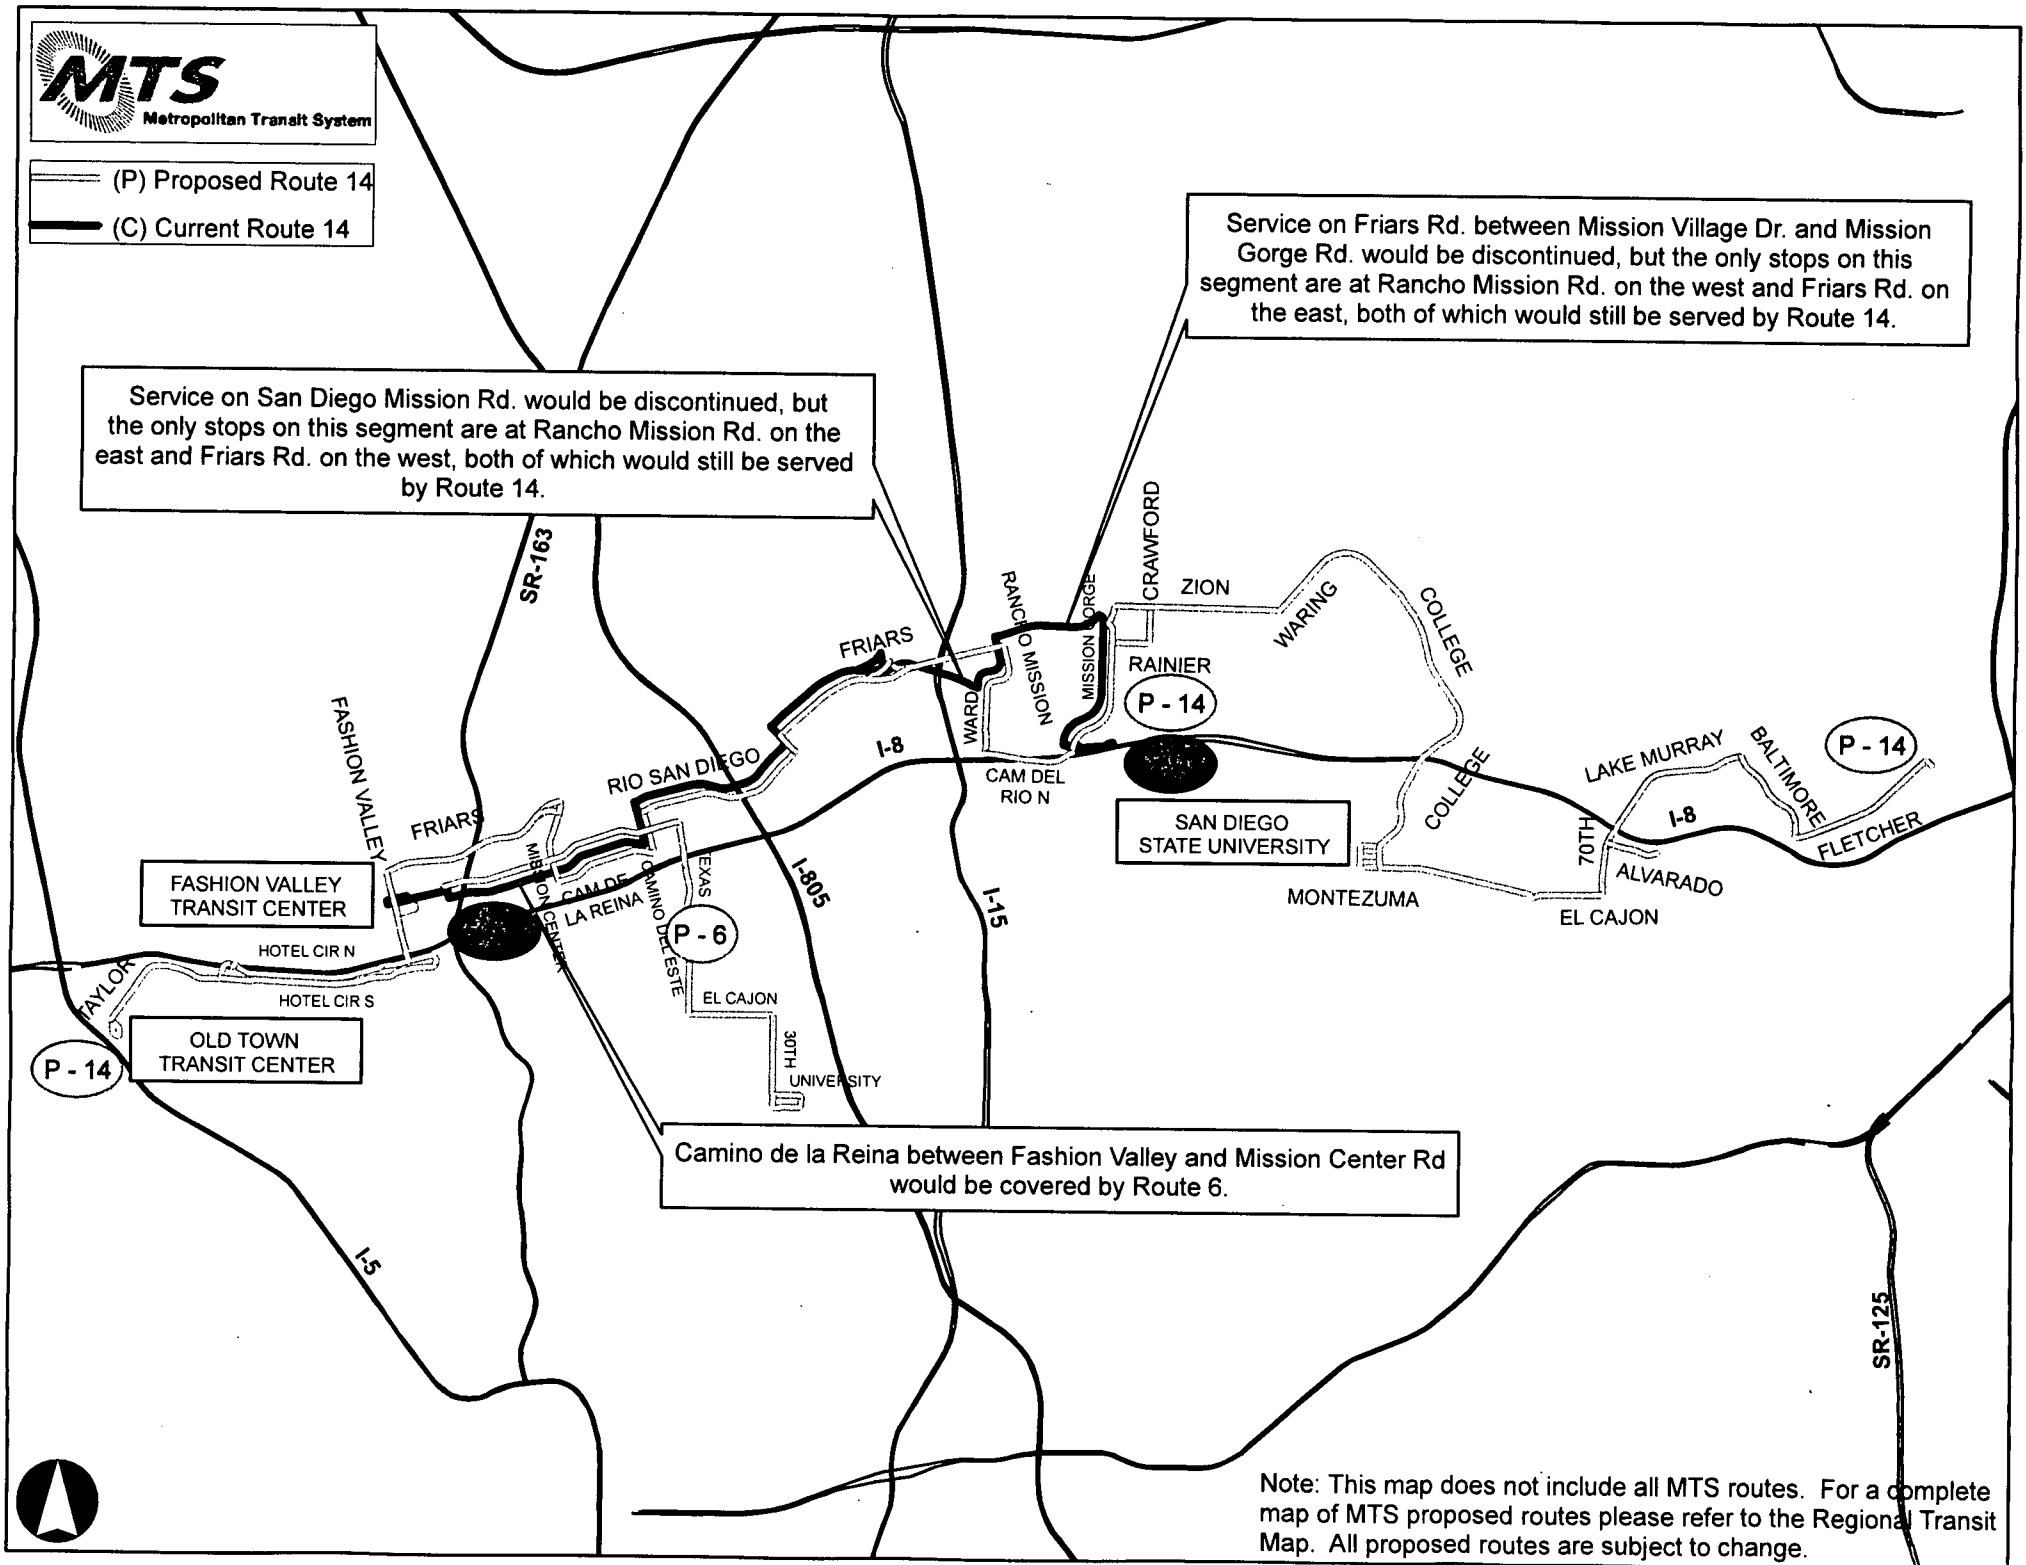 MTS
Metropolitan Transit System
(P) Proposed Route 14
(C) Current Route 14
Service on Friars Rd. between Mission Village Dr. and Mission
Gorge Rd. would be discontinued, but the only stops on this
segment are at Rancho Mission Rd. on the west and Friars Rd. on
the east, both of which would still be served by Route 14.
Service on San Diego Mission Rd. would be discontinued, but
the only stops on this segment are at Rancho Mission Rd. on the
east and Friars Rd. on the west, both of which would still be served
by Route 14.
SR-163
CRAWFORD
ZION
WARING
COLLEGE
RANCHO MISSION
MISSION GORGE
FRIARS
RAINIER
P - 14
WARD
FASHION VALLEY
I-8
RIO SAN DIEGO
CAM DEL
RIO N
LAKE MURRAY
BALTIMORE
P - 14
COLLEGE
FRIARS
SAN DIEGO
STATE UNIVERSITY
70TH
I-8
FLETCHER
ALVARADO
MONTEZUMA
EL CAJON
FASHION VALLEY
TRANSIT CENTER
MISSION CENTER
CAM DE
LA REINA
CAMINO DEL ESTE
TEXAS
I-805
I-15
P - 6
HOTEL CIR N
HOTEL CIR S
TAYLOR
EL CAJON
30TH
UNIVERSITY
OLD TOWN
TRANSIT CENTER
P - 14
Camino de la Reina between Fashion Valley and Mission Center Rd
would be covered by Route 6.
I-5
SR-125
Note: This map does not include all MTS routes. For a complete
map of MTS proposed routes please refer to the Regional Transit
Map. All proposed routes are subject to change.